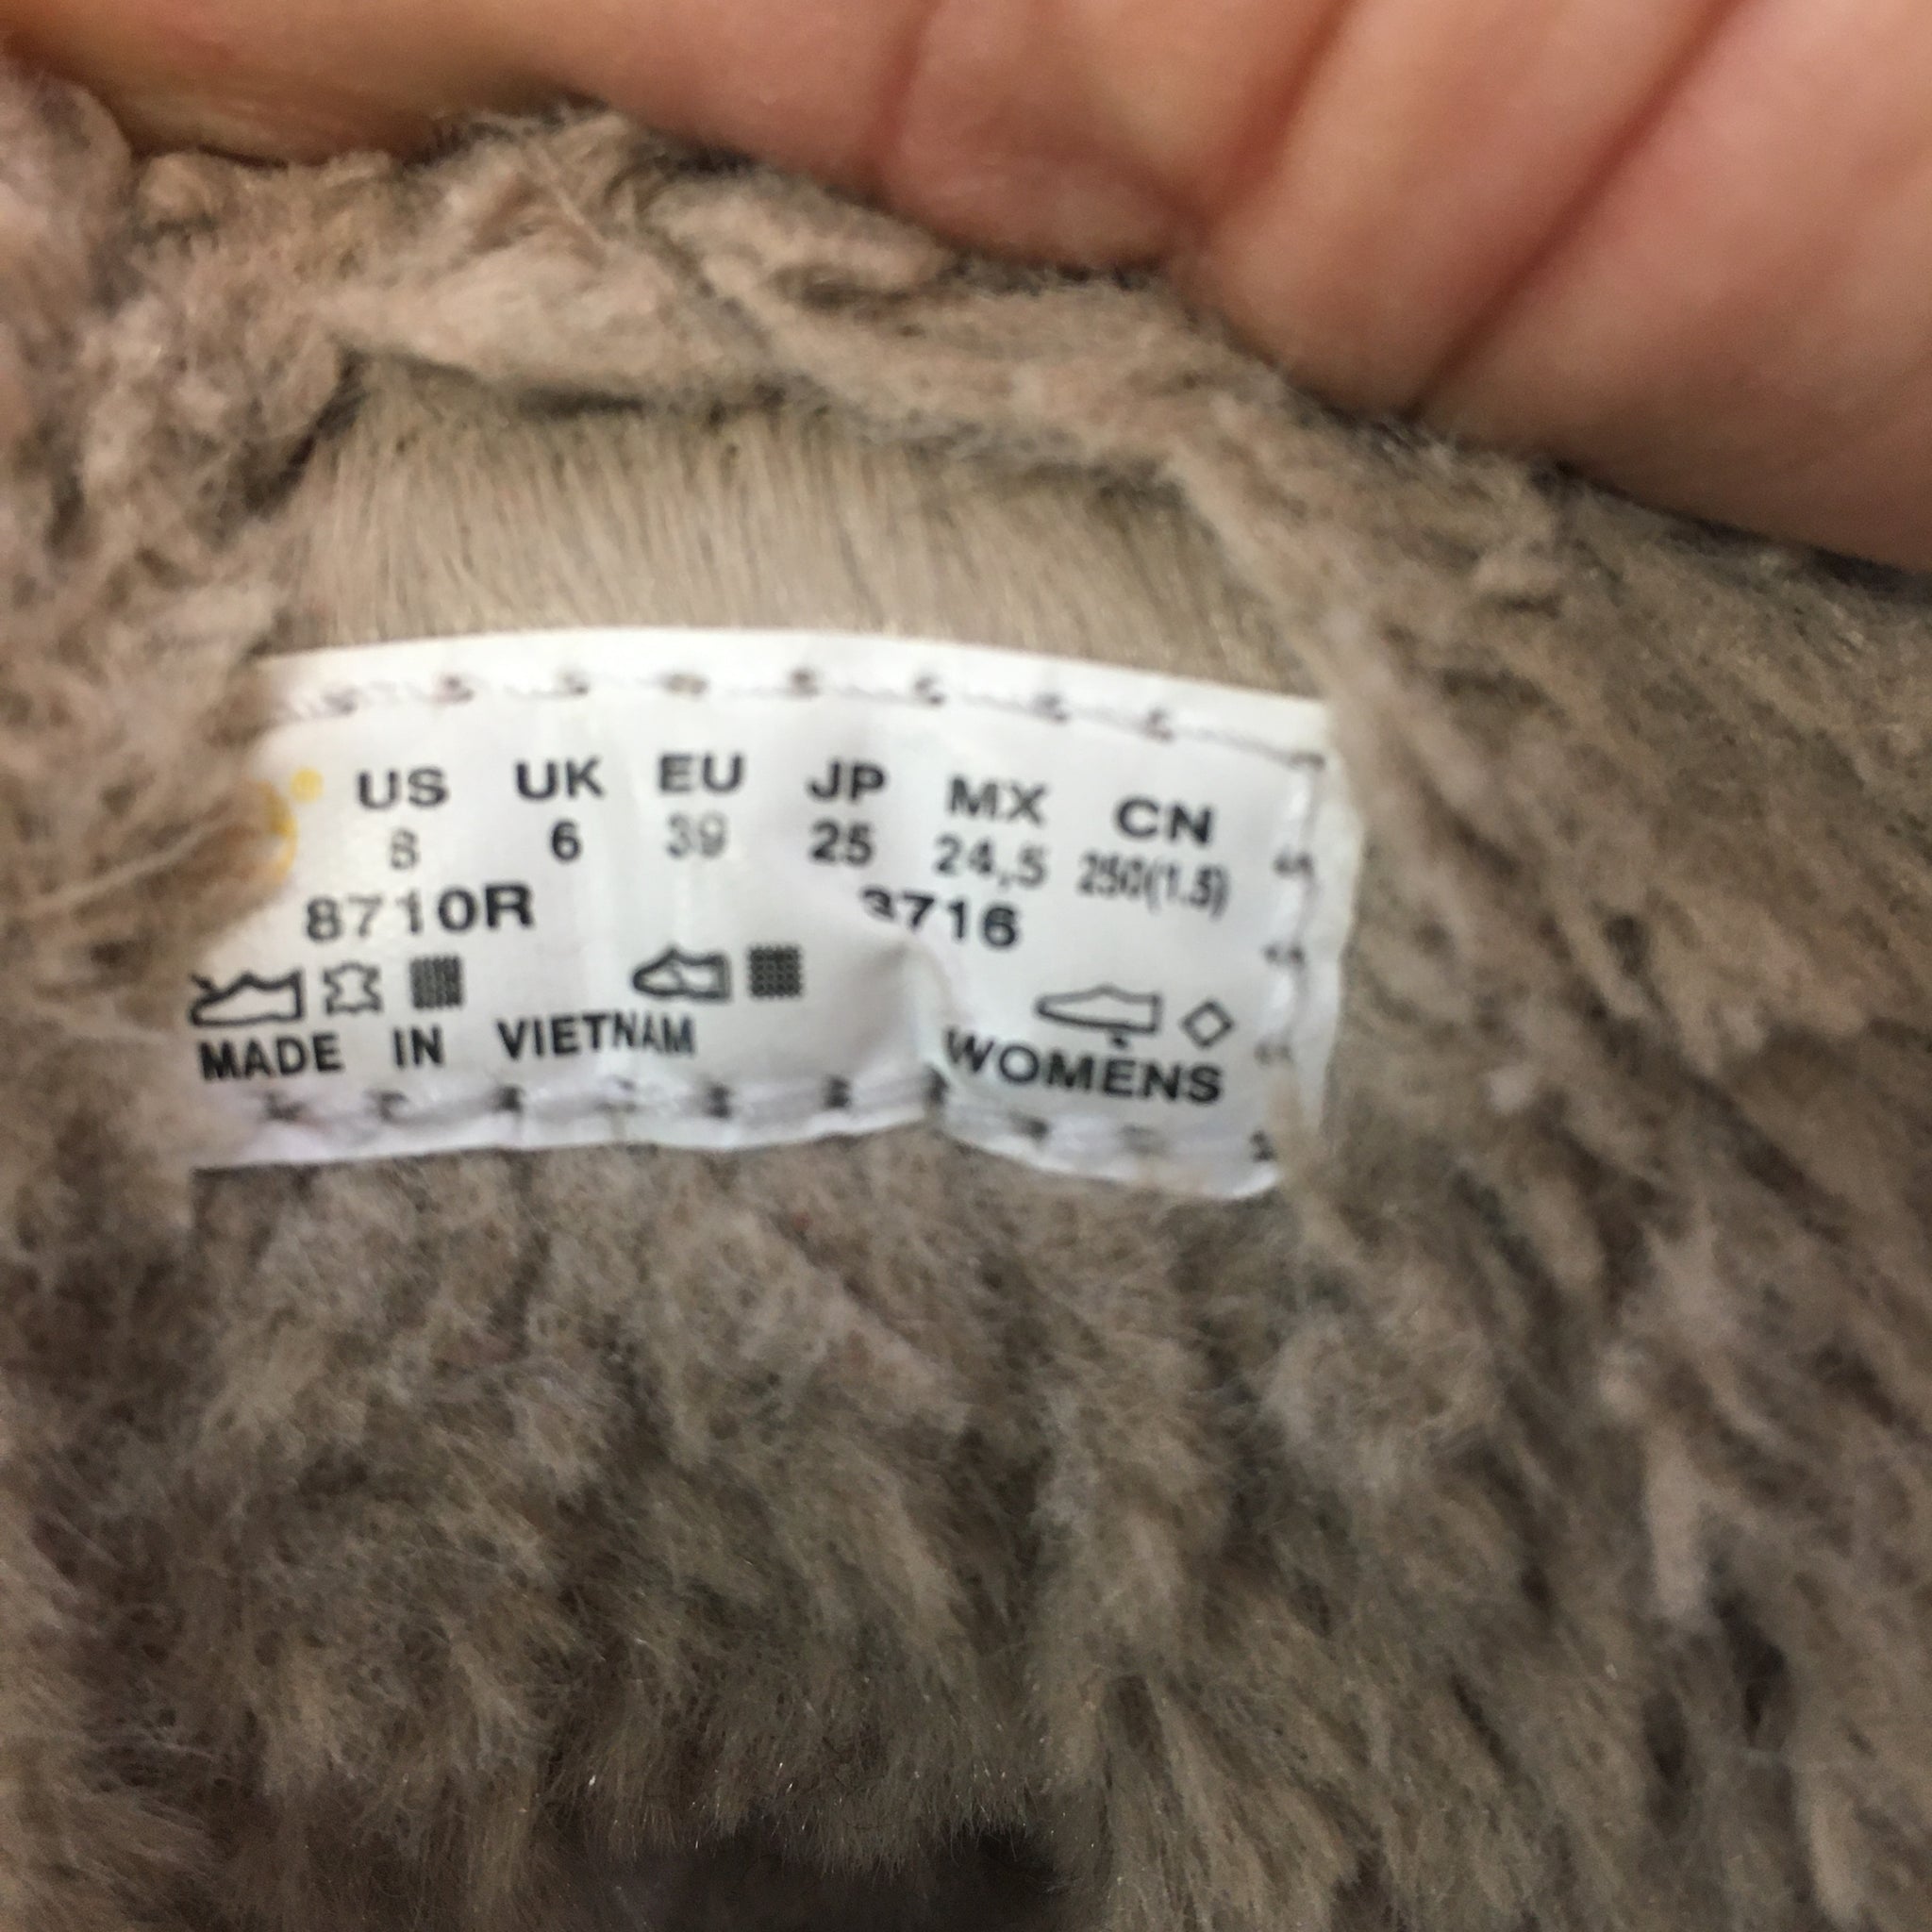 US UK EU JP MX CN
8 6 39 25 24,5 250(1.5)
8710R 3716
MADE IN VIETNAM WOMENS